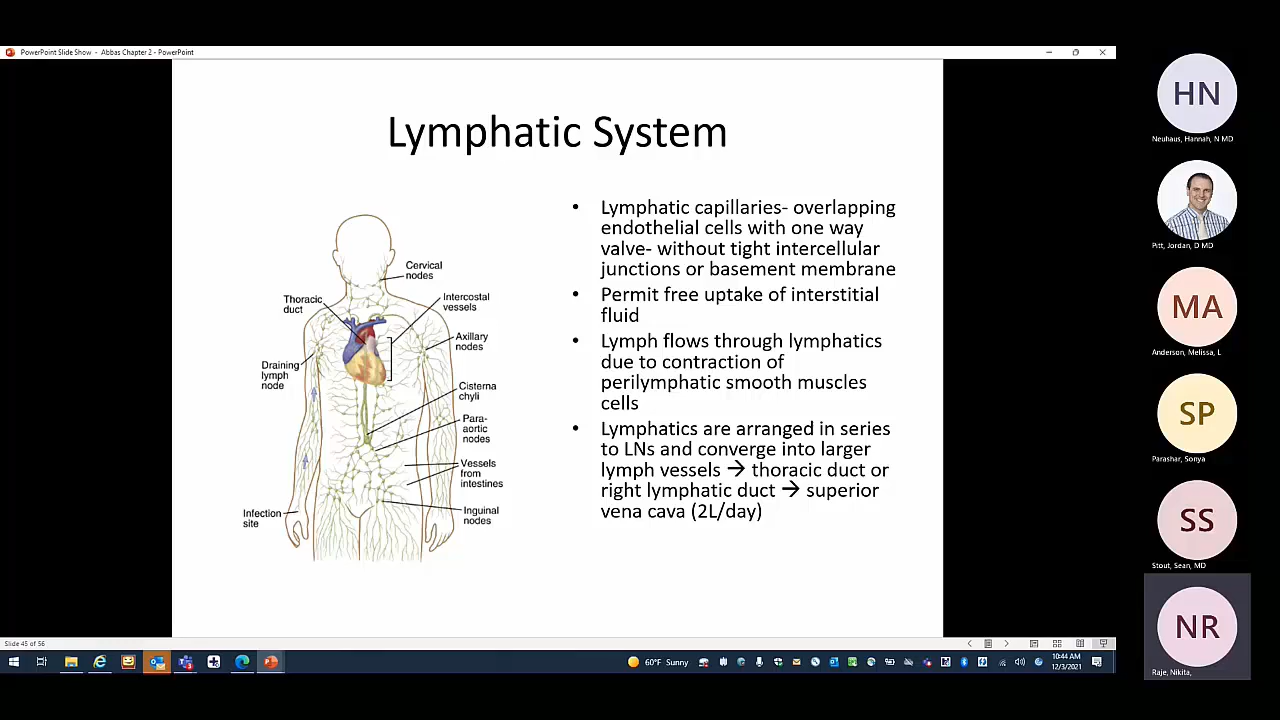 PowerPoint Slide Show - Abbas Chapter 2 - PowerPoint
Lymphatic System
• Lymphatic capillaries- overlapping
endothelial cells with one way
valve- without tight intercellular
junctions or basement membrane
• Permit free uptake of interstitial
fluid
• Lymph flows through lymphatics
due to contraction of
perilymphatic smooth muscles
cells
• Lymphatics are arranged in series
to LNs and converge into larger
lymph vessels → thoracic duct or
right lymphatic duct → superior
vena cava (2L/day)
Cervical
nodes
Thoracic
duct
Intercostal
vessels
Axillary
nodes
Draining
lymph
node
Cisterna
chyli
Para-
aortic
nodes
Vessels
from
intestines
Infection
site
Inguinal
nodes
Slide 45 of 56
60°F Sunny
10:44 AM
12/3/2021
HN
Neuhaus, Hannah, N MD
Pitt, Jordan, D MD
MA
Anderson, Melissa, L
SP
Parashar, Sonya
SS
Stout, Sean, MD
NR
Raje, Nikita,